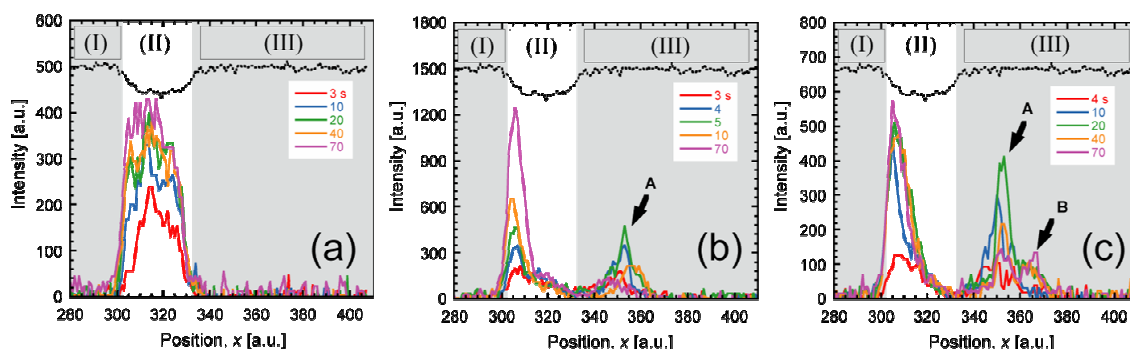 (I) (II) (III)
600
500
400
300
200
100
0
Intensity [a.u.]
3 s
10
20
40
70
(a)
280 300 320 340 360 380 400
Position, x [a.u.]
(I) (II) (III)
1800
1500
1200
900
600
300
0
Intensity [a.u.]
3 s
4
5
10
70
A
(b)
280 300 320 340 360 380 400
Position, x [a.u.]
(I) (II) (III)
800
700
600
500
400
300
200
100
0
Intensity [a.u.]
4 s
10
20
40
70
A
B
(c)
280 300 320 340 360 380 400
Position, x [a.u.]